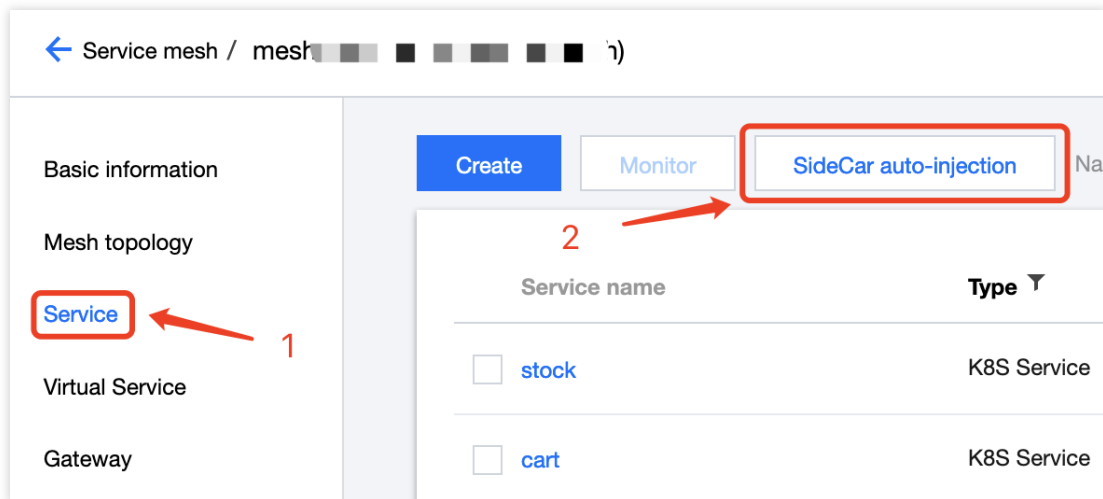 Service mesh / mesh h)
Basic information
Mesh topology
Service
1
Virtual Service
Gateway
Create
Monitor
SideCar auto-injection
Na
2
Service name
Type
stock
K8S Service
cart
K8S Service